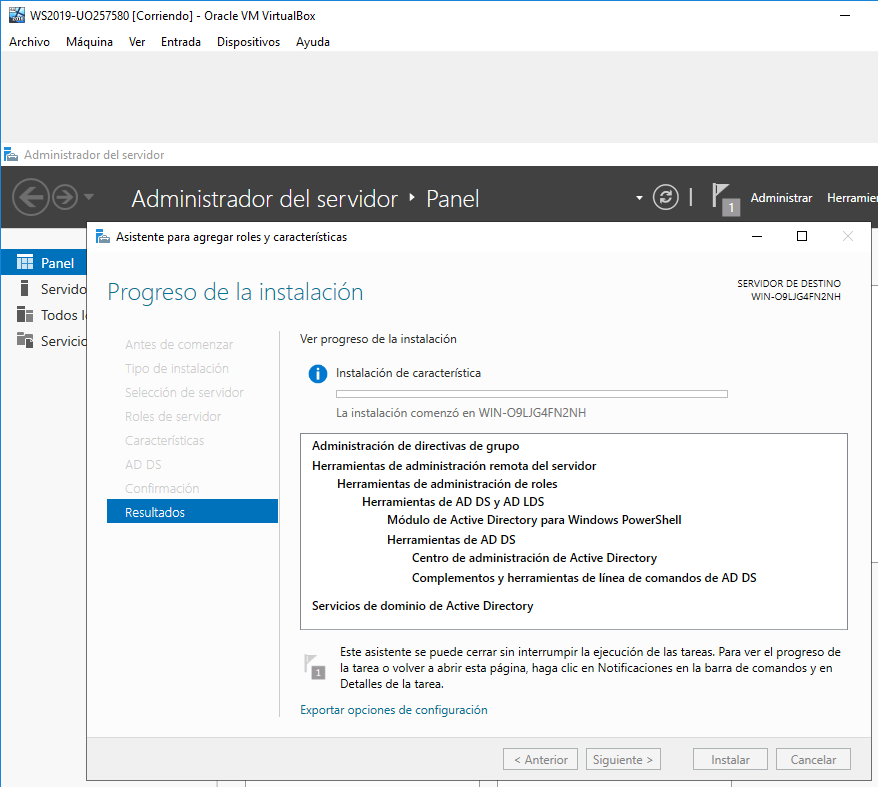 WS2019-UO257580 [Corriendo] - Oracle VM VirtualBox
Archivo Máquina Ver Entrada Dispositivos Ayuda
Administrador del servidor
Administrador del servidor Panel
1 Administrar
Asistente para agregar roles y características
Panel
Todos
Progreso de la instalación
SERVIDOR DE DESTINO
WIN-O9LJG4FN2NH
Antes de comenzar
Tipo de instalación
Selección de servidor
Roles de servidor
Características
AD DS
Confirmación
Resultados
Ver progreso de la instalación
Instalación de característica
La instalación comenzó en WIN-O9LJG4FN2NH
Administración de directivas de grupo
Herramientas de administración remota del servidor
Herramientas de administración de roles
Herramientas de AD DS y AD LDS
Módulo de Active Directory para Windows PowerShell
Herramientas de AD DS
Centro de administración de Active Directory
Complementos y herramientas de línea de comandos de AD DS
Servicios de dominio de Active Directory
1
Este asistente se puede cerrar sin interrumpir la ejecución de las tareas. Para ver el progreso de
la tarea o volver a abrir esta página, haga clic en Notificaciones en la barra de comandos y en
Detalles de la tarea.
Exportar opciones de configuración
< Anterior Siguiente > Instalar Cancelar